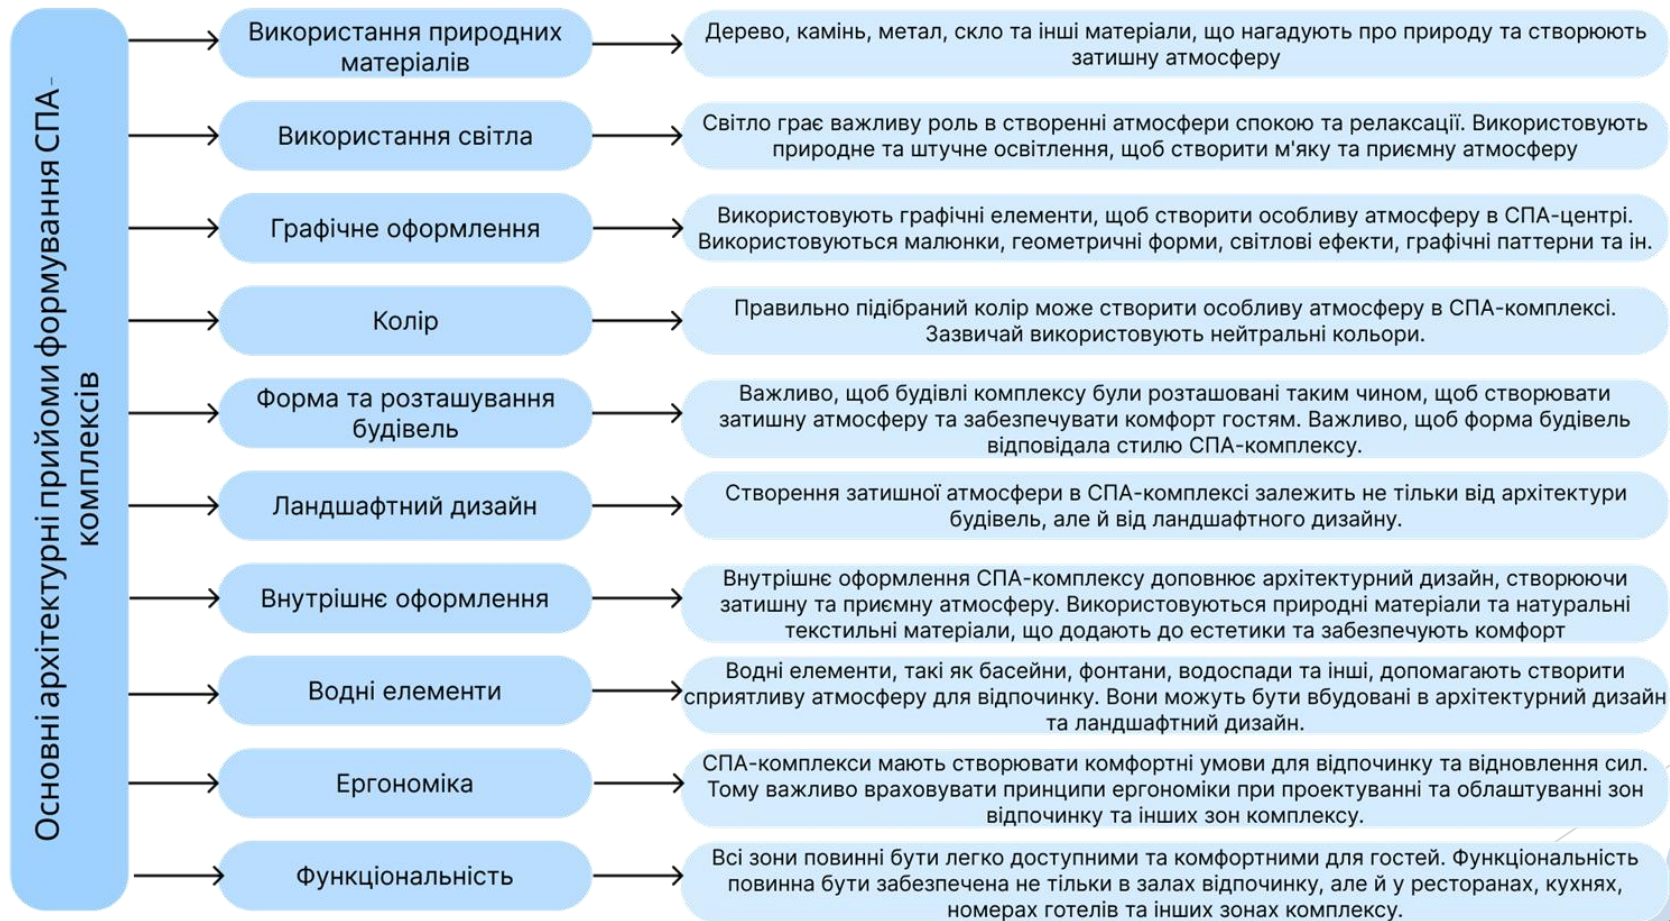 Основні архітектурні прийоми формування СПА-
комплексів
Використання природних
матеріалів
Дерево, камінь, метал, скло та інші матеріали, що нагадують про природу та створюють
затишну атмосферу
Використання світла
Світло грає важливу роль в створенні атмосфери спокою та релаксації. Використовують
природне та штучне освітлення, щоб створити м'яку та приємну атмосферу
Графічне оформлення
Використовують графічні елементи, щоб створити особливу атмосферу в СПА-центрі.
Використовуються малюнки, геометричні форми, світлові ефекти, графічні паттерни та ін.
Колір
Правильно підібраний колір може створити особливу атмосферу в СПА-комплексі.
Зазвичай використовують нейтральні кольори.
Форма та розташування
будівель
Важливо, щоб будівлі комплексу були розташовані таким чином, щоб створювати
затишну атмосферу та забезпечувати комфорт гостям. Важливо, щоб форма будівель
відповідала стилю СПА-комплексу.
Ландшафтний дизайн
Створення затишної атмосфери в СПА-комплексі залежить не тільки від архітектури
будівель, але й від ландшафтного дизайну.
Внутрішнє оформлення
Внутрішнє оформлення СПА-комплексу доповнює архітектурний дизайн, створюючи
затишну та приємну атмосферу. Використовуються природні матеріали та натуральні
текстильні матеріали, що додають до естетики та забезпечують комфорт
Водні елементи
Водні елементи, такі як басейни, фонтани, водоспади та інші, допомагають створити
сприятливу атмосферу для відпочинку. Вони можуть бути вбудовані в архітектурний дизайн
та ландшафтний дизайн.
Ергономіка
СПА-комплекси мають створювати комфортні умови для відпочинку та відновлення сил.
Тому важливо враховувати принципи ергономіки при проектуванні та облаштуванні зон
відпочинку та інших зон комплексу.
Функціональність
Всі зони повинні бути легко доступними та комфортними для гостей. Функціональність
повинна бути забезпечена не тільки в залах відпочинку, але й у ресторанах, кухнях,
номерах готелів та інших зонах комплексу.